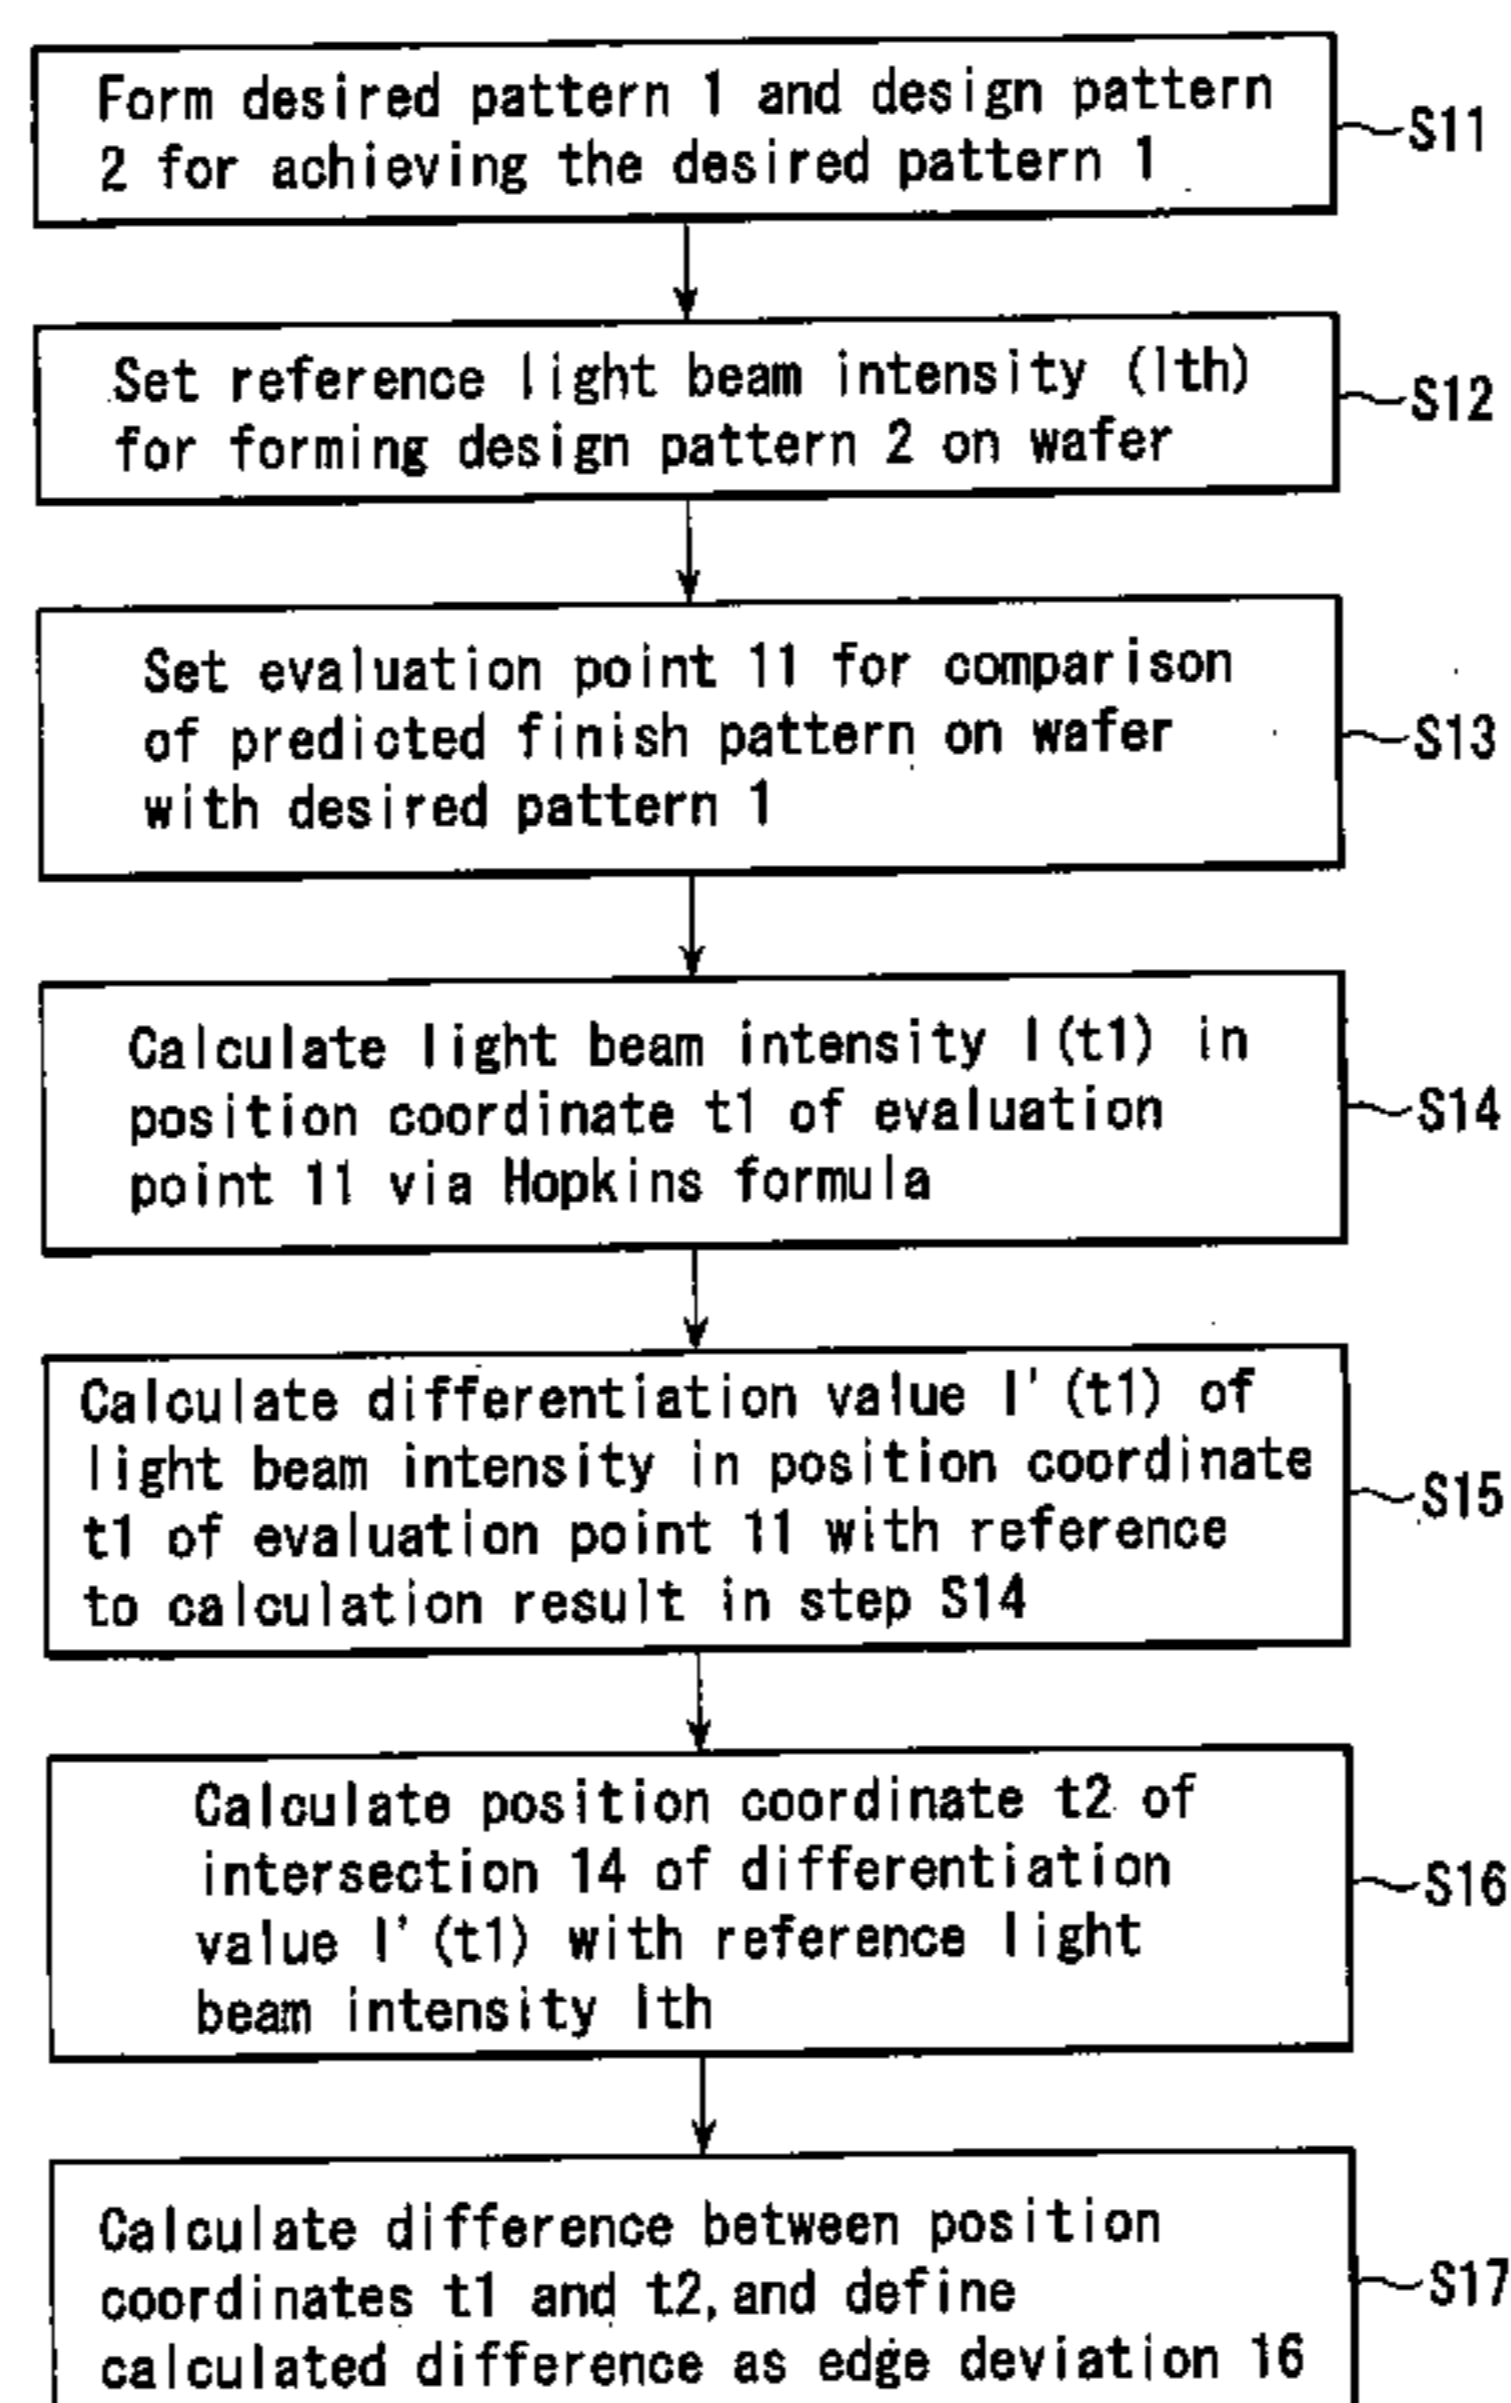 Form desired pattern 1 and design pattern
2 for achieving the desired pattern 1
S11
Set reference light beam intensity (Ith)
for forming design pattern 2 on wafer
S12
Set evaluation point 11 for comparison
of predicted finish pattern on wafer
with desired pattern 1
S13
Calculate light beam intensity I(t1) in
position coordinate t1 of evaluation
point 11 via Hopkins formula
S14
Calculate differentiation value I'(t1) of
light beam intensity in position coordinate
t1 of evaluation point 11 with reference
to calculation result in step S14
S15
Calculate position coordinate t2 of
intersection 14 of differentiation
value I'(t1) with reference light
beam intensity Ith
S16
Calculate difference between position
coordinates t1 and t2, and define
calculated difference as edge deviation 16
S17